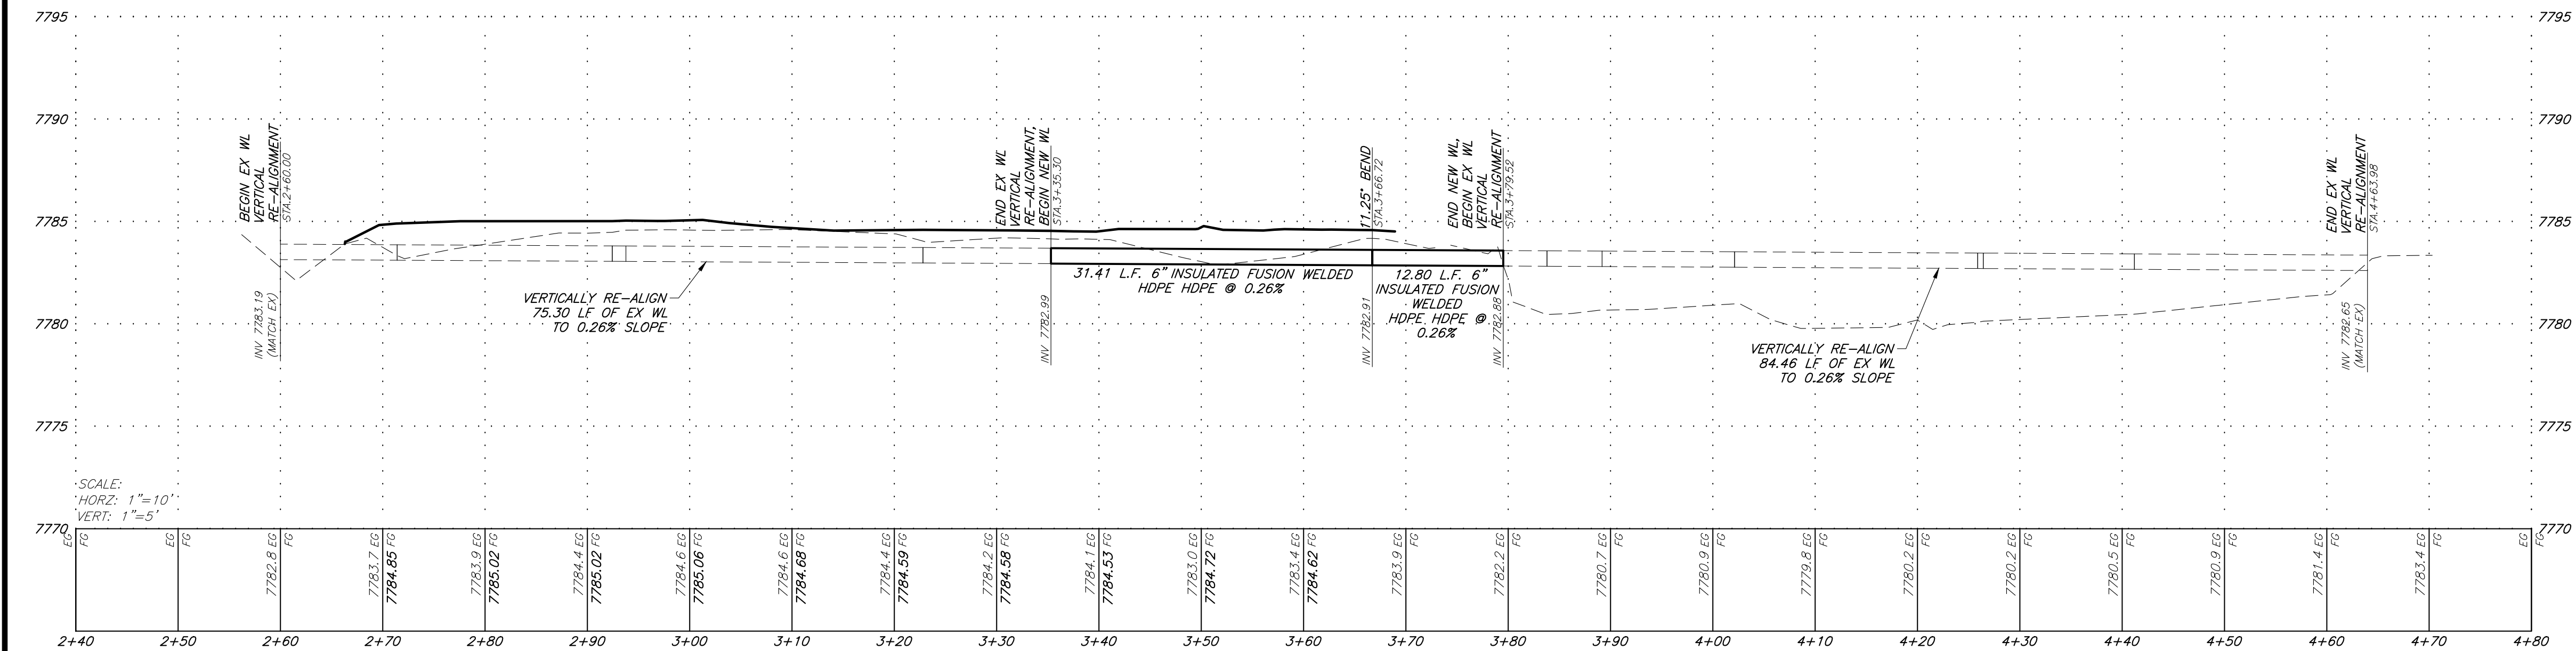 7795
7795
7790
7790
7785
7785
7780
7780
7775
7775
7770
7770
BEGIN EX WL
VERTICAL
RE-ALIGNMENT
STA.2+60.00
INV 7783.19
(MATCH EX)
VERTICALLY RE-ALIGN
75.30 LF OF EX WL
TO 0.26% SLOPE
END EX WL
VERTICAL
RE-ALIGNMENT,
BEGIN NEW WL
STA.3+35.30
INV 7782.99
31.41 L.F. 6" INSULATED FUSION WELDED
HDPE HDPE @ 0.26%
11.25° BEND
STA.3+66.72
INV 7782.91
12.80 L.F. 6"
INSULATED FUSION
WELDED
HDPE HDPE @
0.26%
END NEW WL,
BEGIN EX WL
VERTICAL
RE-ALIGNMENT
STA.3+79.52
INV 7782.88
VERTICALLY RE-ALIGN
84.46 LF OF EX WL
TO 0.26% SLOPE
END EX WL
VERTICAL
RE-ALIGNMENT
STA.4+63.98
INV 7782.65
(MATCH EX)
SCALE:
HORZ: 1"=10'
VERT: 1"=5'
EG
FG
EG
FG
7782.8 EG
FG
7783.7 EG
7784.85 FG
7783.9 EG
7785.02 FG
7784.4 EG
7785.02 FG
7784.6 EG
7785.06 FG
7784.6 EG
7784.68 FG
7784.4 EG
7784.59 FG
7784.2 EG
7784.58 FG
7784.1 EG
7784.53 FG
7783.0 EG
7784.72 FG
7783.4 EG
7784.62 FG
7783.9 EG
FG
7782.2 EG
FG
7780.7 EG
FG
7780.9 EG
FG
7779.8 EG
FG
7780.2 EG
FG
7780.2 EG
FG
7780.5 EG
FG
7780.9 EG
FG
7781.4 EG
FG
7783.4 EG
FG
EG
FG
2+40
2+50
2+60
2+70
2+80
2+90
3+00
3+10
3+20
3+30
3+40
3+50
3+60
3+70
3+80
3+90
4+00
4+10
4+20
4+30
4+40
4+50
4+60
4+70
4+80